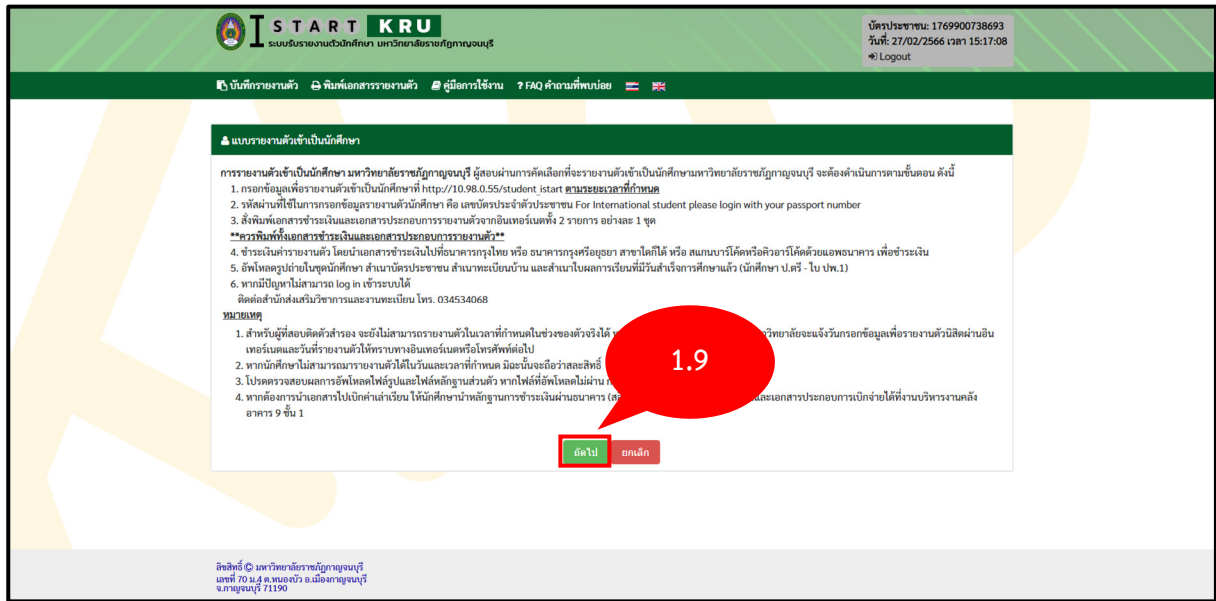 I START KRU
ระบบรับรายงานตัวนักศึกษา มหาวิทยาลัยราชภัฏกาญจนบุรี
บัตรประชาชน: 1769900738693
วันที่: 27/02/2566 เวลา 15:17:08
Logout
บันทึกรายงานตัว พิมพ์เอกสารรายงานตัว คู่มือการใช้งาน ? FAQ คำถามที่พบบ่อย
แบบรายงานตัวเข้าเป็นนักศึกษา
การรายงานตัวเข้าเป็นนักศึกษา มหาวิทยาลัยราชภัฏกาญจนบุรี ผู้สอบผ่านการคัดเลือกที่จะรายงานตัวเข้าเป็นนักศึกษามหาวิทยาลัยราชภัฏกาญจนบุรี จะต้องดำเนินการตามขั้นตอน ดังนี้
1. กรอกข้อมูลเพื่อรายงานตัวเข้าเป็นนักศึกษาที่ http://10.98.0.55/student_istart ตามระยะเวลาที่กำหนด
2. รหัสผ่านที่ใช้ในการกรอกข้อมูลรายงานตัวนักศึกษา คือ เลขบัตรประจำตัวประชาชน For International student please login with your passport number
3. สั่งพิมพ์เอกสารชำระเงินและเอกสารประกอบการรายงานตัวจากอินเทอร์เนตทั้ง 2 รายการ อย่างละ 1 ชุด
**ควรพิมพ์ทั้งเอกสารชำระเงินและเอกสารประกอบการรายงานตัว**
4. ชำระเงินค่ารายงานตัว โดยนำเอกสารชำระเงินไปที่ธนาคารกรุงไทย หรือ ธนาคารกรุงศรีอยุธยา สาขาใดก็ได้ หรือ สแกนบาร์โค้ดหรือคิวอาร์โค้ดด้วยแอพธนาคาร เพื่อชำระเงิน
5. อัพโหลดรูปถ่ายในชุดนักศึกษา สำเนาบัตรประชาชน สำเนาทะเบียนบ้าน และสำเนาใบผลการเรียนที่มีวันสำเร็จการศึกษาแล้ว (นักศึกษา ป.ตรี - ใบ ปพ.1)
6. หากมีปัญหาไม่สามารถ log in เข้าระบบได้
ติดต่อสำนักส่งเสริมวิชาการและงานทะเบียน โทร. 034534068
หมายเหตุ
1. สำหรับผู้ที่สอบติดตัวสำรอง จะยังไม่สามารถรายงานตัวในเวลาที่กำหนดในช่วงของตัวจริงได้ วิทยาลัยจะแจ้งวันกรอกข้อมูลเพื่อรายงานตัวนิสิตผ่านอิน
เทอร์เนตและวันที่รายงานตัวให้ทราบทางอินเทอร์เนตหรือโทรศัพท์ต่อไป
2. หากนักศึกษาไม่สามารถมารายงานตัวได้ในวันและเวลาที่กำหนด มิฉะนั้นจะถือว่าสละสิทธิ์
1.9
3. โปรดตรวจสอบผลการอัพโหลดไฟล์รูปและไฟล์หลักฐานส่วนตัว หากไฟล์ที่อัพโหลดไม่ผ่าน
4. หากต้องการนำเอกสารไปเบิกค่าเล่าเรียน ให้นักศึกษานำหลักฐานการชำระเงินผ่านธนาคาร และเอกสารประกอบการเบิกจ่ายได้ที่งานบริหารงานคลัง
อาคาร 9 ชั้น 1
ถัดไป ยกเลิก
ลิขสิทธิ์ © มหาวิทยาลัยราชภัฏกาญจนบุรี
เลขที่ 70 ม.4 ต.หนองบัว อ.เมืองกาญจนบุรี
จ.กาญจนบุรี 71190